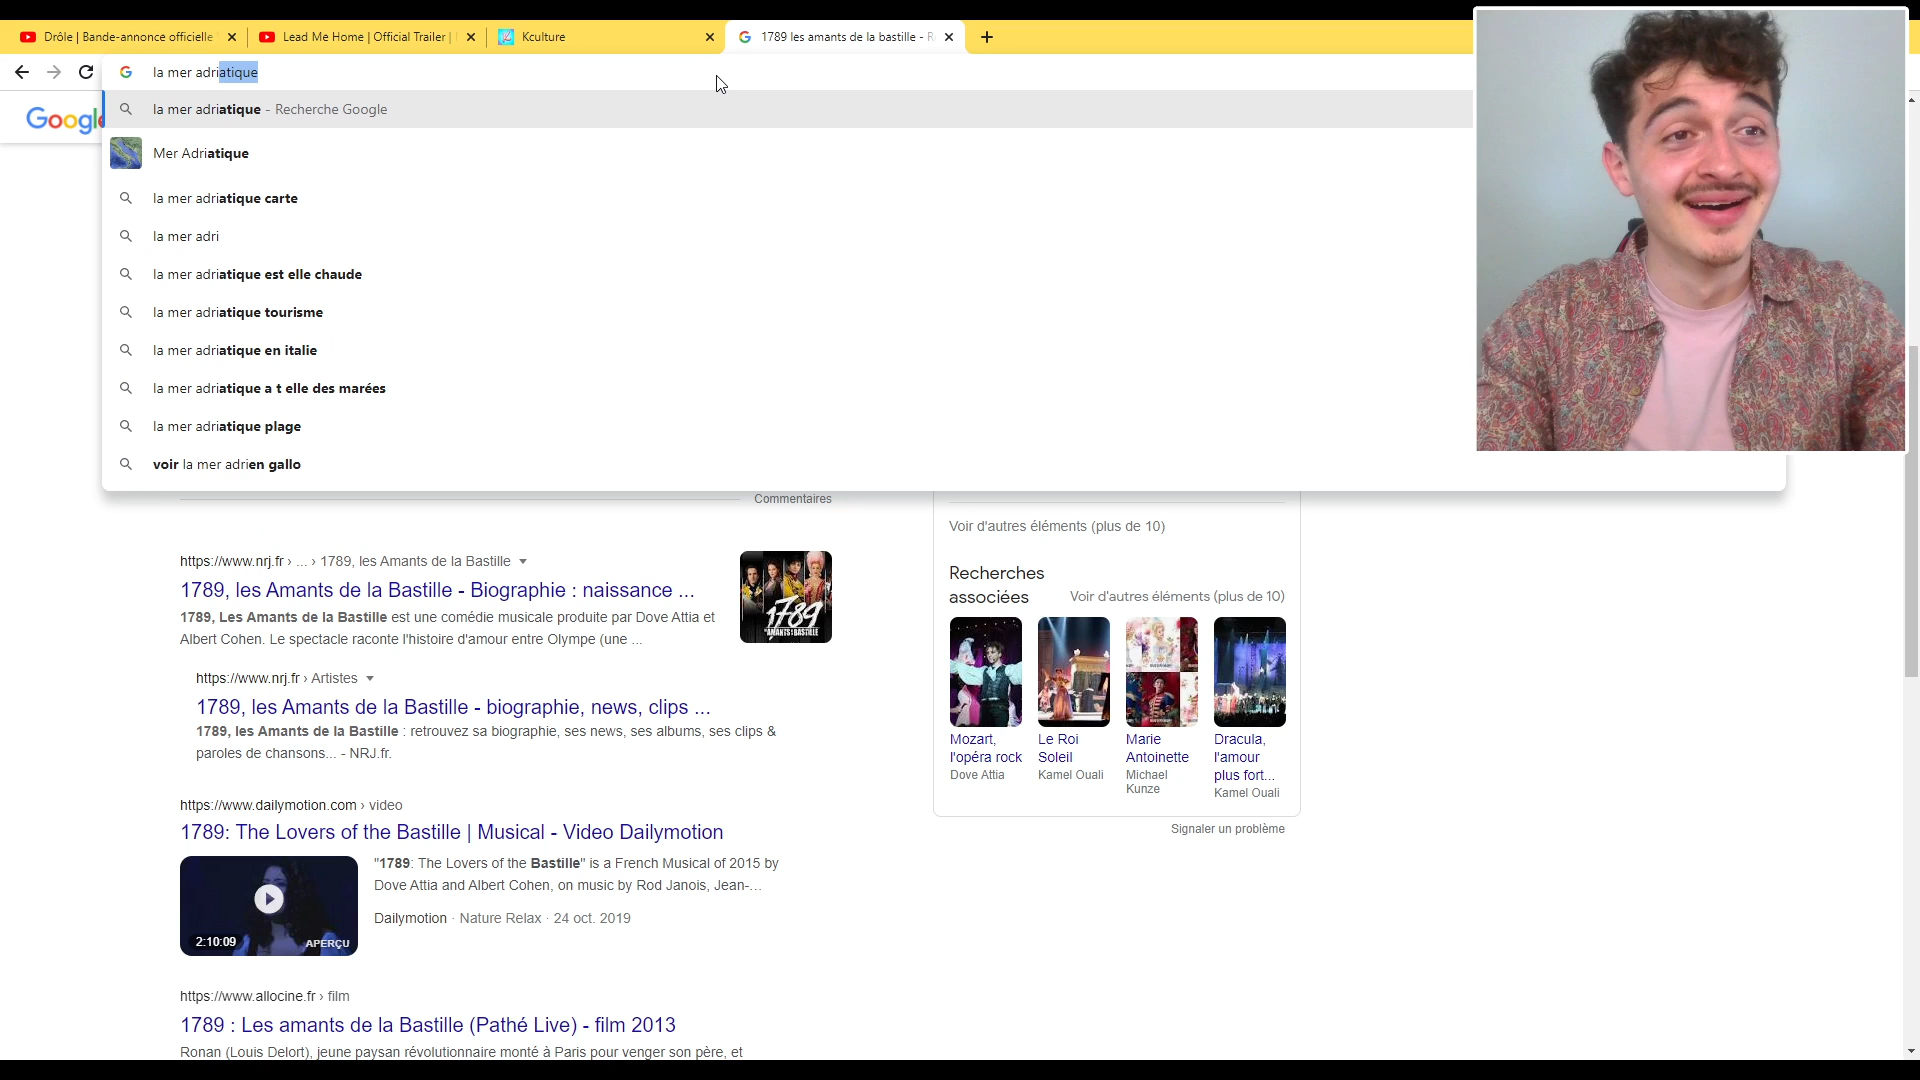 Drôle | Bande-annonce officielle
Lead Me Home | Official Trailer |
Kculture
1789 les amants de la bastille - R
la mer adriatique
Google
la mer adriatique - Recherche Google
Mer Adriatique
la mer adriatique carte
la mer adri
la mer adriatique est elle chaude
la mer adriatique tourisme
la mer adriatique en italie
la mer adriatique a t elle des marées
la mer adriatique plage
voir la mer adrien gallo
Commentaires
https://www.nrj.fr › ... › 1789, les Amants de la Bastille
1789, les Amants de la Bastille - Biographie : naissance ...
1789, Les Amants de la Bastille est une comédie musicale produite par Dove Attia et
Albert Cohen. Le spectacle raconte l'histoire d'amour entre Olympe (une ...
1789
LES AMANTS DE LA BASTILLE
https://www.nrj.fr › Artistes
1789, les Amants de la Bastille - biographie, news, clips ...
1789, les Amants de la Bastille : retrouvez sa biographie, ses news, ses albums, ses clips &
paroles de chansons... - NRJ.fr.
https://www.dailymotion.com › video
1789: The Lovers of the Bastille | Musical - Video Dailymotion
2:10:09
APERÇU
"1789: The Lovers of the Bastille" is a French Musical of 2015 by
Dove Attia and Albert Cohen, on music by Rod Janois, Jean-...
Dailymotion · Nature Relax · 24 oct. 2019
https://www.allocine.fr › film
1789 : Les amants de la Bastille (Pathé Live) - film 2013
Ronan (Louis Delort), jeune paysan révolutionnaire monté à Paris pour venger son père, et
Voir d'autres éléments (plus de 10)
Recherches
associées
Voir d'autres éléments (plus de 10)
Mozart,
l'opéra rock
Dove Attia
Le Roi
Soleil
Kamel Ouali
Marie
Antoinette
Michael
Kunze
Dracula,
l'amour
plus fort...
Kamel Ouali
Signaler un problème